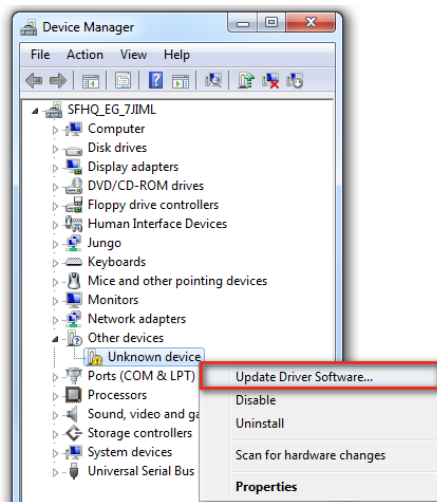 Device Manager
File Action View Help
SFHQ_EG_7JIML
Computer
Disk drives
Display adapters
DVD/CD-ROM drives
Floppy drive controllers
Human Interface Devices
Jungo
Keyboards
Mice and other pointing devices
Monitors
Network adapters
Other devices
Unknown device
Ports (COM & LPT)
Update Driver Software...
Processors
Disable
Sound, video and ga
Uninstall
Storage controllers
System devices
Scan for hardware changes
Universal Serial Bus
Properties